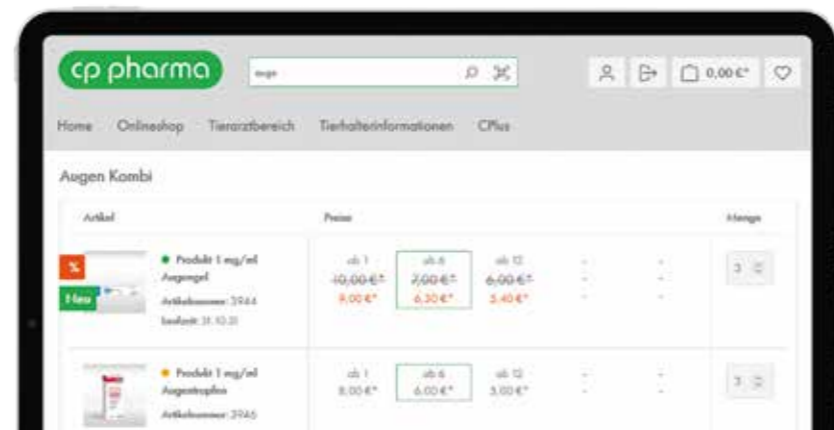 cp pharma
auge
0,00 €*
Home Onlineshop Tierarztbereich Tierhalterinformationen CPlus
Augen Kombi
Artikel Preise Menge
%
Neu
Produkt 1 mg/ml
Augengel
Artikelnummer: 3944
ab 1 ab 6 ab 12 - -
10,00 €* 7,00 €* 6,00 €* - -
9,00 €* 6,30 €* 5,40 €*
3
Produkt 1 mg/ml
Augentropfen
Artikelnummer: 3946
ab 1 ab 6 ab 12 - -
8,00 €* 6,00 €* 5,00 €* - -
3